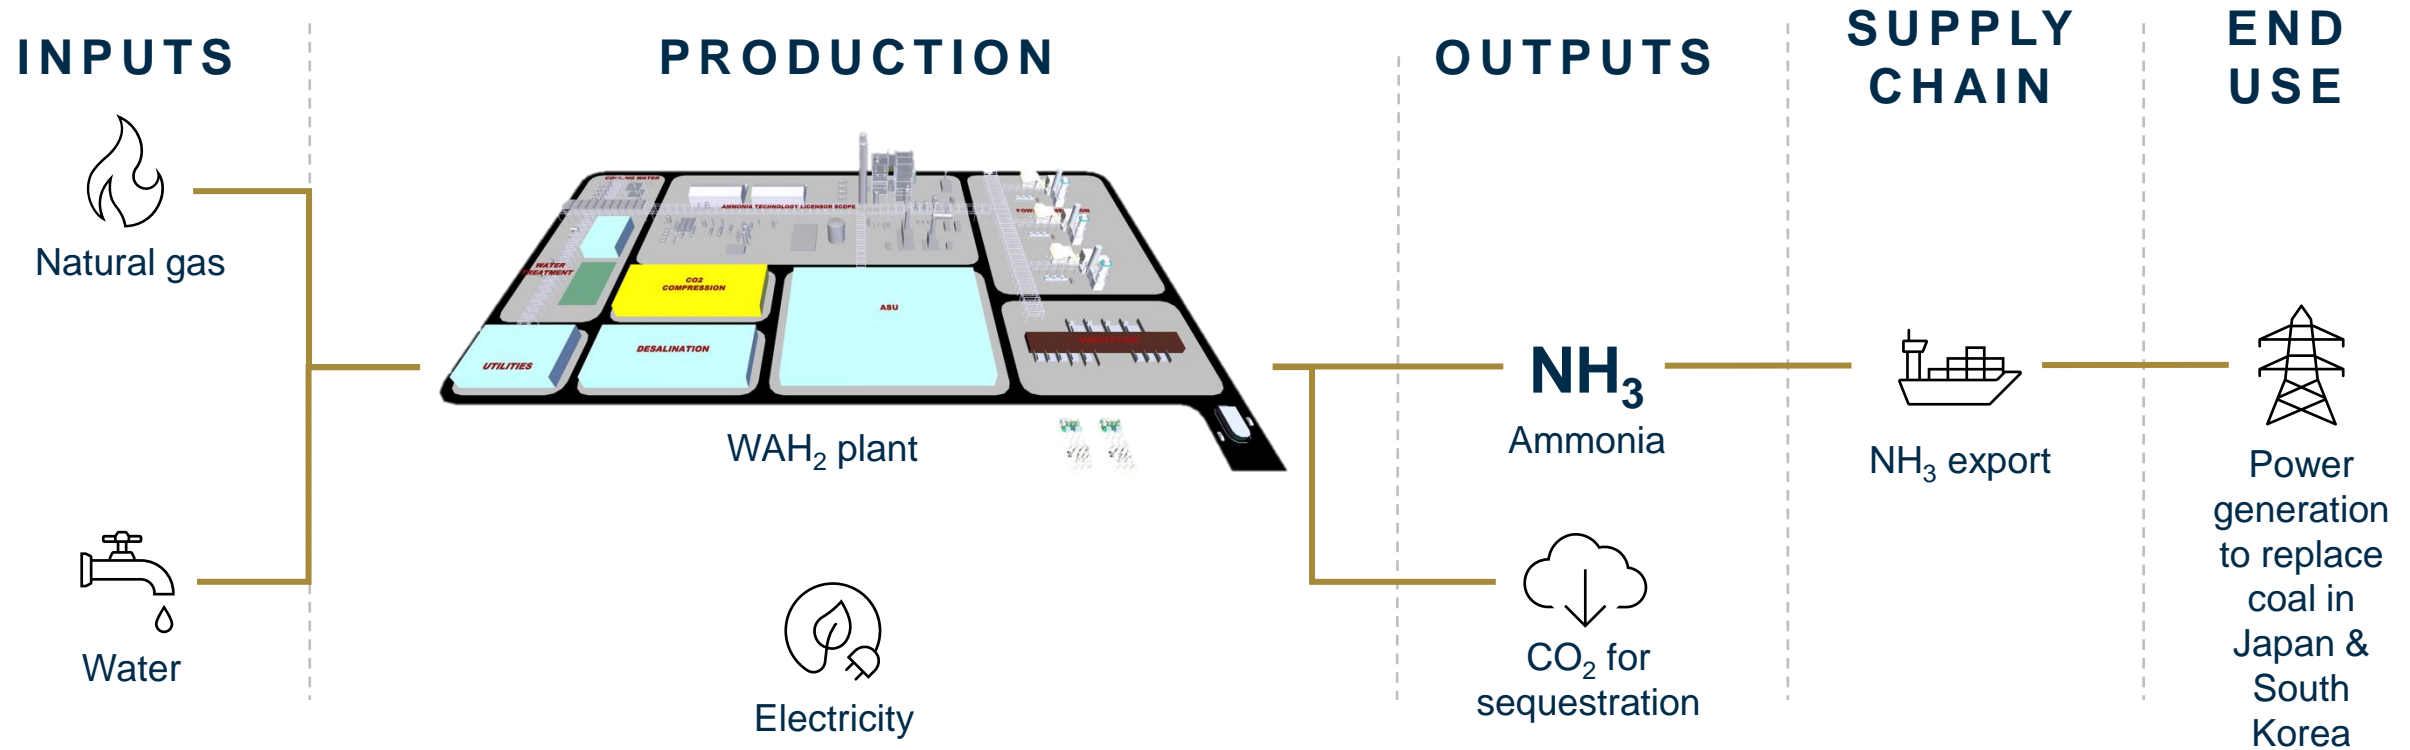 INPUTS
PRODUCTION
OUTPUTS
SUPPLY
CHAIN
END
USE
Natural gas
Water
COOLING WATER
AMMONIA TECHNOLOGY LICENSOR SCOPE
WATER
TREATMENT
CO2
COMPRESSION
ASU
UTILITIES
DESALINATION
WAH₂ plant
Electricity
NH₃
Ammonia
CO₂ for
sequestration
NH₃ export
Power
generation
to replace
coal in
Japan &
South
Korea